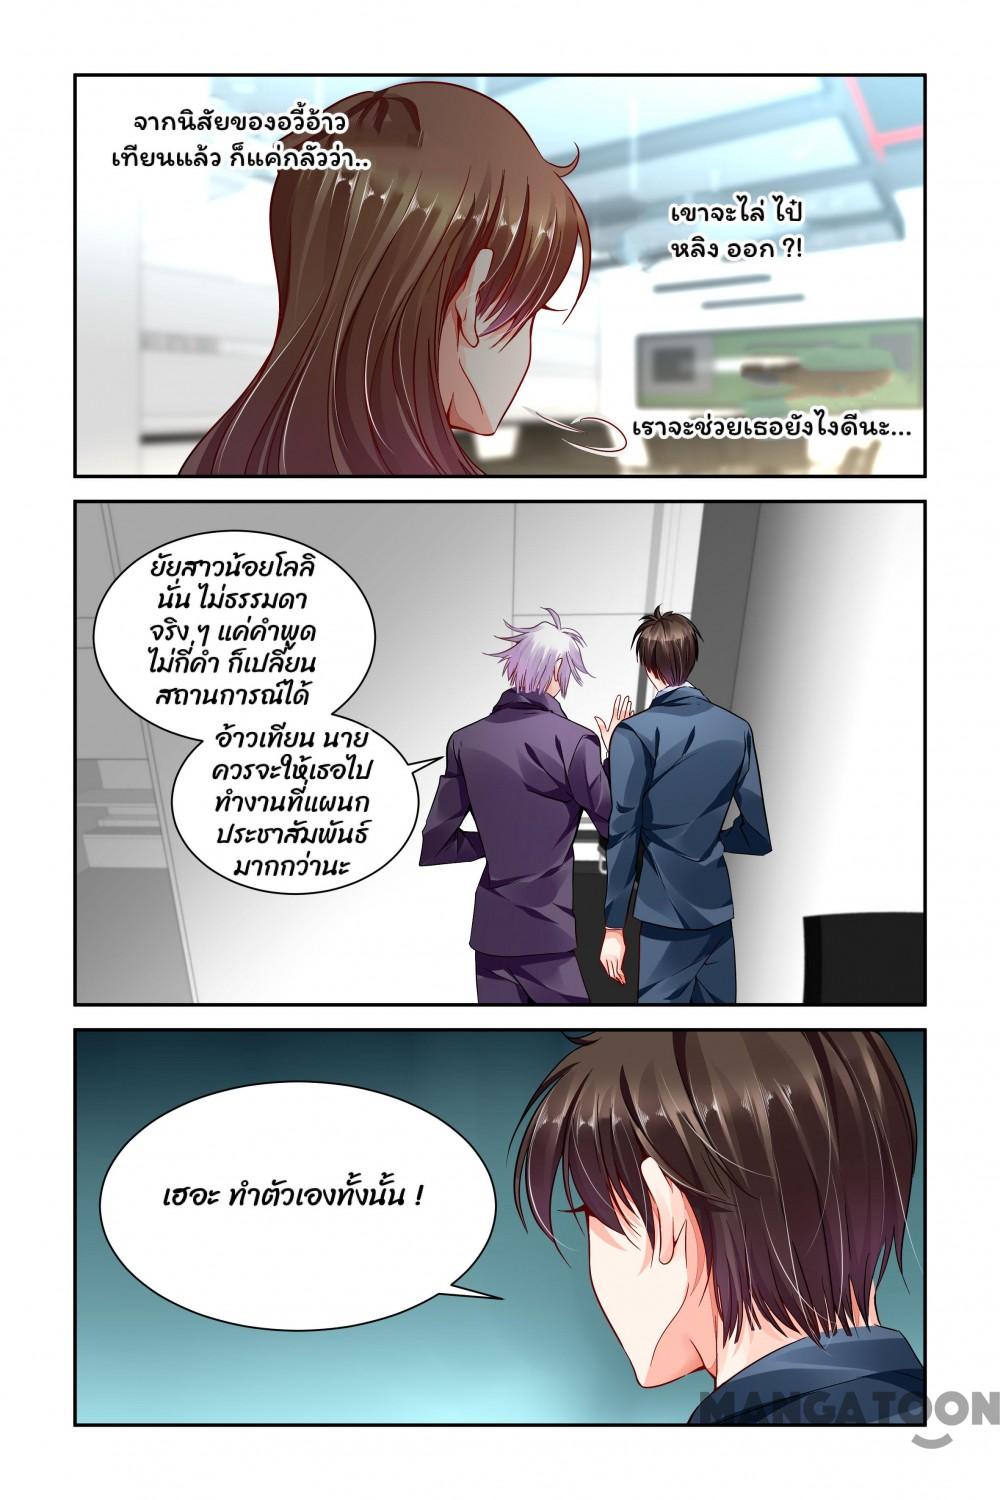 จากนิสัยของอวี้อ้าว
เทียนแล้ว ก็แค่กลัวว่า..
เขาจะไล่ ไป๋
หลิง ออก ?!
เราจะช่วยเธอยังไงดีนะ...
ยัยสาวน้อยโลลิ
นั่น ไม่ธรรมดา
จริง ๆ แค่คำพูด
ไม่กี่คำ ก็เปลี่ยน
สถานการณ์ได้
อ้าวเทียน นาย
ควรจะให้เธอไป
ทำงานที่แผนก
ประชาสัมพันธ์
มากกว่านะ
เฮอะ ทำตัวเองทั้งนั้น !
MANGATOON